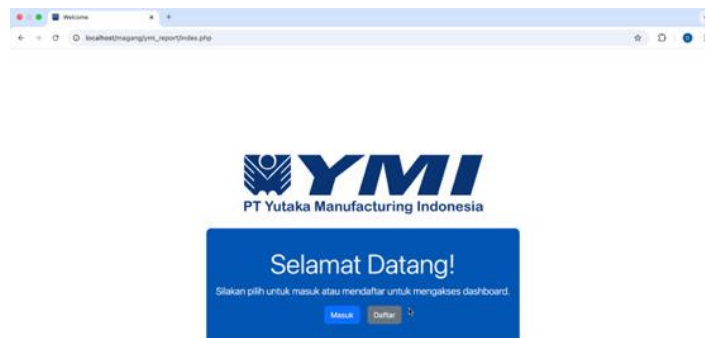 Welcome
localhost/magang/ymi_report/index.php
YMI
PT Yutaka Manufacturing Indonesia
Selamat Datang!
Silakan pilih untuk masuk atau mendaftar untuk mengakses dashboard.
Masuk Daftar